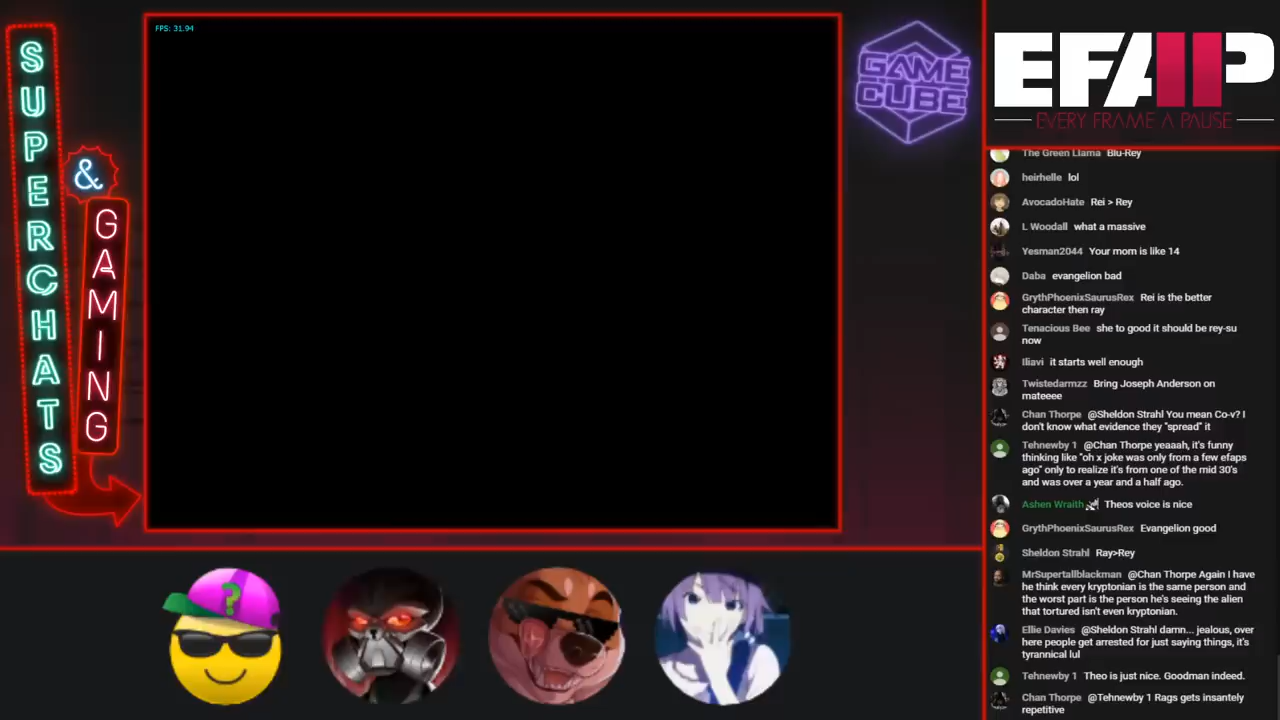 SUPERCHATS
&
GAMING
FPS: 31.94
GAME
CUBE
EFAP
EVERY FRAME A PAUSE
The Green Llama Blu-Rey
heirhelle lol
AvocadoHate Rei > Rey
L Woodall what a massive
Yesman2044 Your mom is like 14
Daba evangelion bad
GrythPhoenixSaurusRex Rei is the better
character then ray
Tenacious Bee she to good it should be rey-su
now
Iliavi it starts well enough
Twistedarmzz Bring Joseph Anderson on
mateeee
Chan Thorpe @Sheldon Strahl You mean Co-v? I
don't know what evidence they "spread" it
Tehnewby 1 @Chan Thorpe yeaaah, it's funny
thinking like "oh x joke was only from a few efaps
ago" only to realize it's from one of the mid 30's
and was over a year and a half ago.
Ashen Wraith Theos voice is nice
GrythPhoenixSaurusRex Evangelion good
Sheldon Strahl Ray>Rey
MrSupertallblackman @Chan Thorpe Again I have
he think every kryptonian is the same person and
the worst part is the person he's seeing the alien
that tortured isn't even kryptonian.
Ellie Davies @Sheldon Strahl damn... jealous, over
here people get arrested for just saying things, it's
tyrannical lul
Tehnewby 1 Theo is just nice. Goodman indeed.
Chan Thorpe @Tehnewby 1 Rags gets insantely
repetitive
?